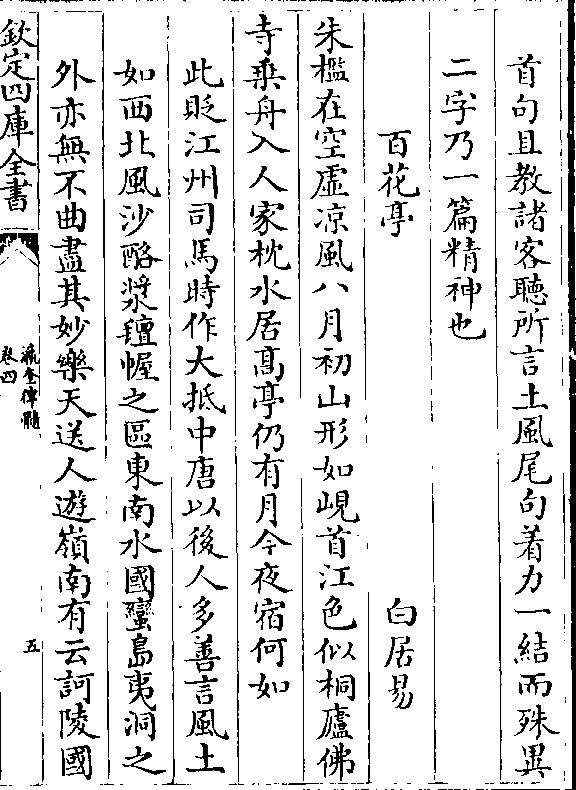 首句且教諸客聽所言土風尾句着力一結而殊異
二字乃一篇精神也
百花亭 白居易
朱檻在空虛凉風八月初山形如峴首江色似桐廬佛
寺乗舟入人家枕水居髙亭仍有月今夜宿何如
此貶江州司馬時作大抵中唐以後人多善言風土
如西北風沙酪漿氊幄之區東南水國蠻島夷洞之
外亦無不曲盡其妙樂天送人遊嶺南有云訶陵國
欽定四庫全書
瀛奎律髓
卷四
五